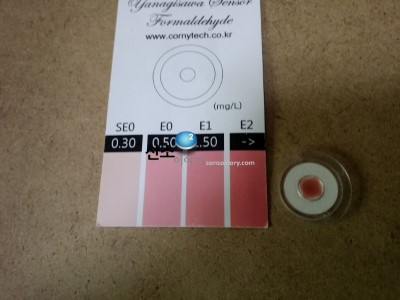 Yanagisawa Sensor
Formaldehyde
www.cornytech.co.kr
(mg/L)
SE0 E0 E1 E2
0.30 0.50 1.50 ->
sensory.com